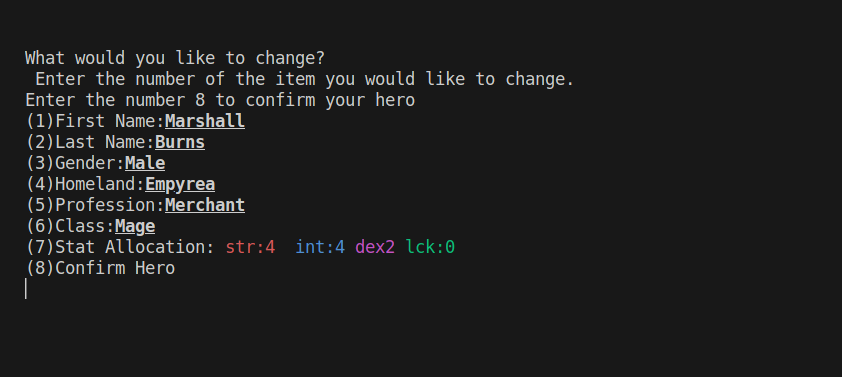 What would you like to change?
Enter the number of the item you would like to change.
Enter the number 8 to confirm your hero
(1)First Name:Marshall
(2)Last Name:Burns
(3)Gender:Male
(4)Homeland:Empyrea
(5)Profession:Merchant
(6)Class:Mage
(7)Stat Allocation: str:4  int:4 dex2 lck:0
(8)Confirm Hero